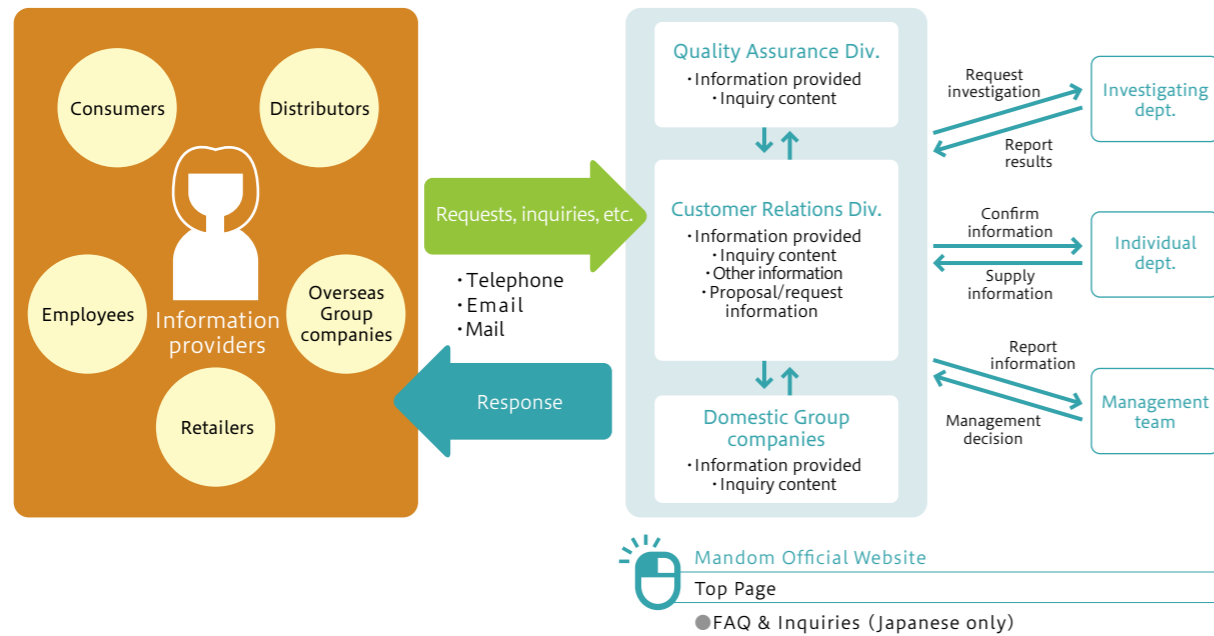 Consumers
Distributors
Employees
Information
providers
Overseas
Group
companies
Retailers
Requests, inquiries, etc.
・Telephone
・Email
・Mail
Response
Quality Assurance Div.
・Information provided
・Inquiry content
Customer Relations Div.
・Information provided
・Inquiry content
・Other information
・Proposal/request
information
Domestic Group
companies
・Information provided
・Inquiry content
Request
investigation
Report
results
Investigating
dept.
Confirm
information
Supply
information
Individual
dept.
Report
information
Management
decision
Management
team
Mandom Official Website
Top Page
●FAQ & Inquiries (Japanese only)